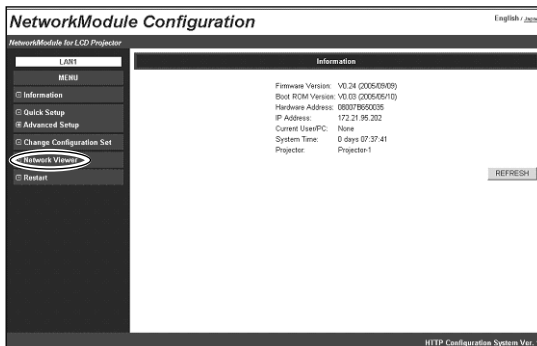 NetworkModule Configuration
English /
NetworkModule for LCD Projector
LAN1
MENU
Information
Quick Setup
Advanced Setup
Change Configuration Set
Network Viewer
Restart
Information
Firmware Version: V0.24 (2005/09/09)
Boot ROM Version: V0.03 (2005/05/10)
Hardware Address: 08007B650035
IP Address: 172.21.95.202
Current User/PC: None
System Time: 0 days 07:37:41
Projector: Projector-1
REFRESH
HTTP Configuration System Ver.